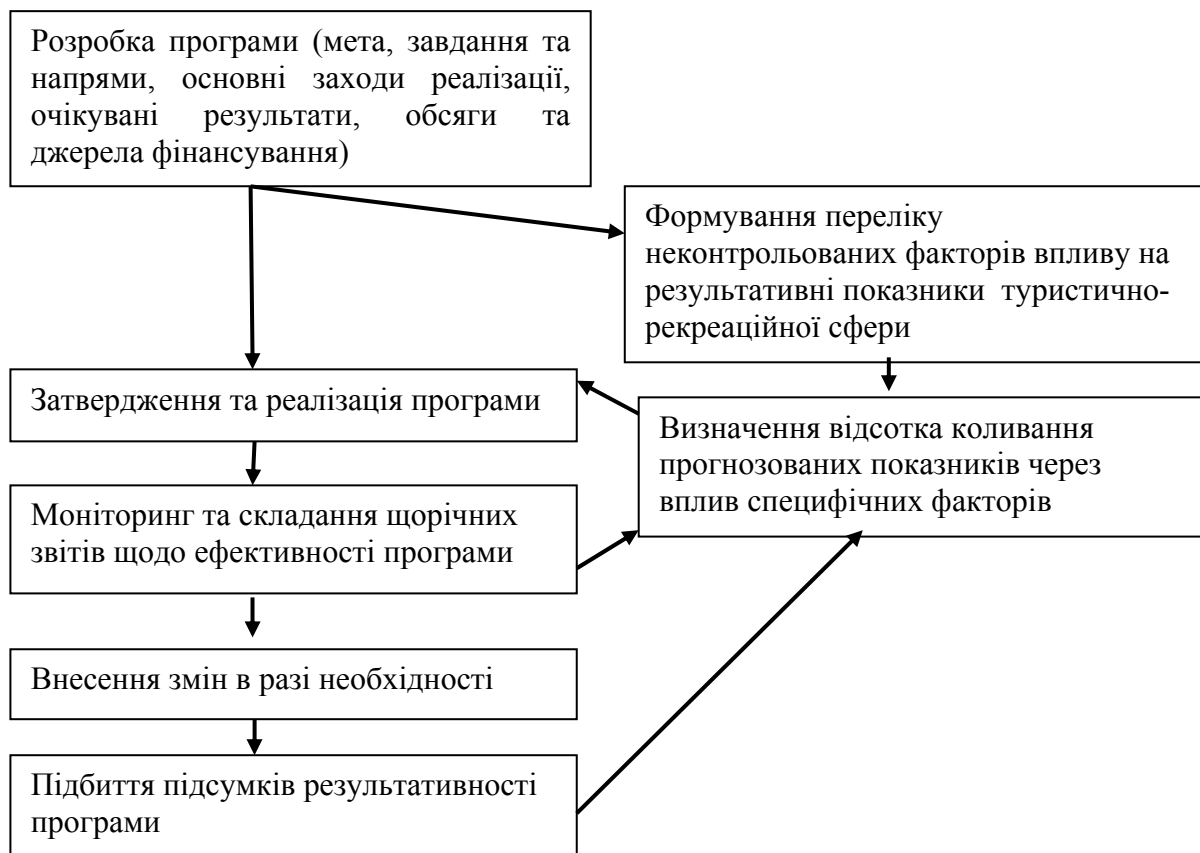 Розробка програми (мета, завдання та
напрями, основні заходи реалізації,
очікувані результати, обсяги та
джерела фінансування)
Формування переліку
неконтрольованих факторів впливу на
результативні показники туристично-
рекреаційної сфери
Затвердження та реалізація програми
Визначення відсотка коливання
прогнозованих показників через
вплив специфічних факторів
Моніторинг та складання щорічних
звітів щодо ефективності програми
Внесення змін в разі необхідності
Підбиття підсумків результативності
програми